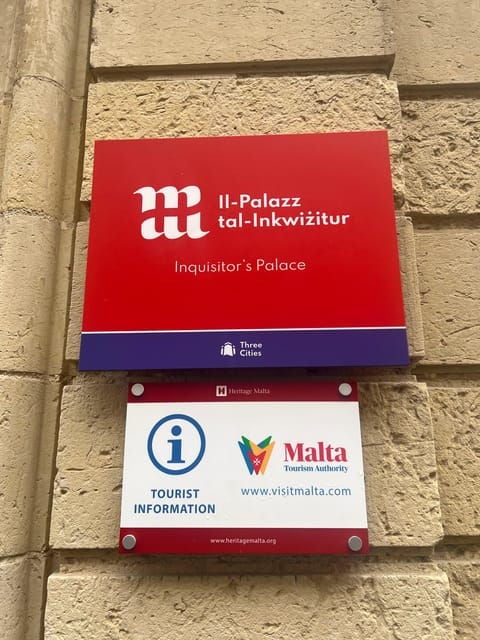 Il-Palazz
tal-Inkwiżitur
Inquisitor's Palace
Three
Cities
Heritage Malta
i
TOURIST
INFORMATION
Malta
Tourism Authority
www.visitmalta.com
www.heritagemalta.org